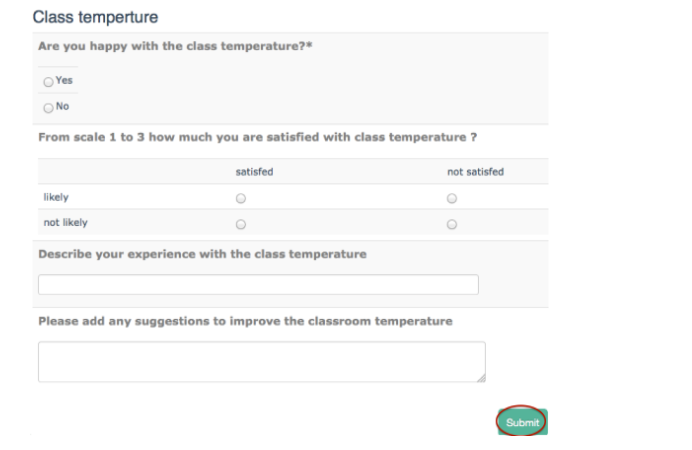 Class temperture
Are you happy with the class temperature?*
Yes
No
From scale 1 to 3 how much you are satisfied with class temperature ?
satisfed not satisfed
likely
not likely
Describe your experience with the class temperature
Please add any suggestions to improve the classroom temperature
Submit